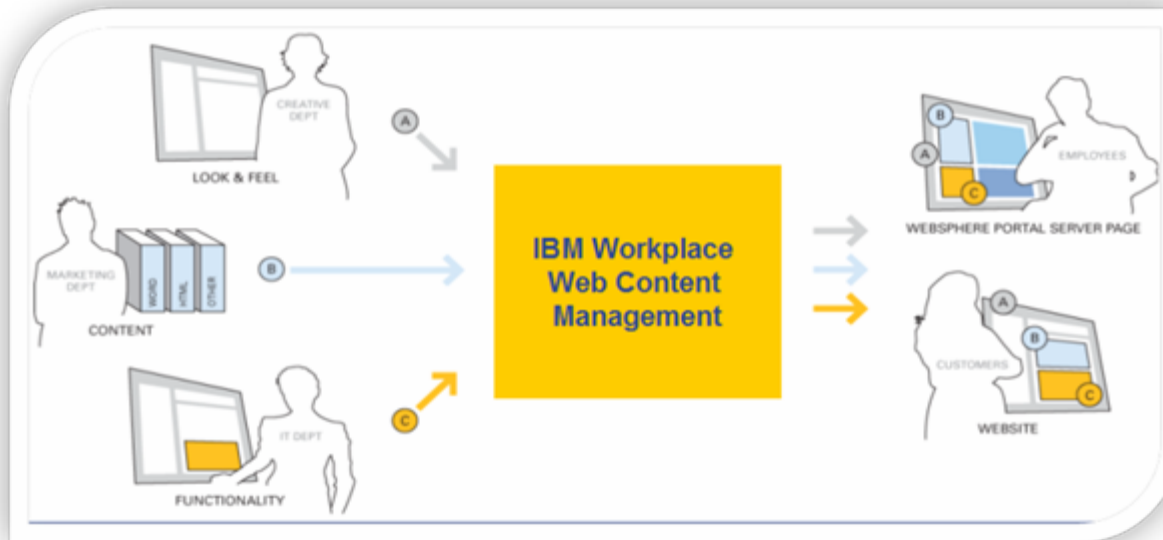 CREATIVE
DEPT
LOOK & FEEL
A
MARKETING
DEPT
WORD
HTML
OTHER
CONTENT
B
IT DEPT
FUNCTIONALITY
C
IBM Workplace
Web Content
Management
B
A
C
EMPLOYEES
WEBSPHERE PORTAL SERVER PAGE
A
B
C
CUSTOMERS
WEBSITE